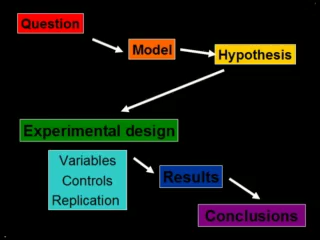 Question
Model
Hypothesis
Experimental design
Variables
Controls
Replication
Results
Conclusions